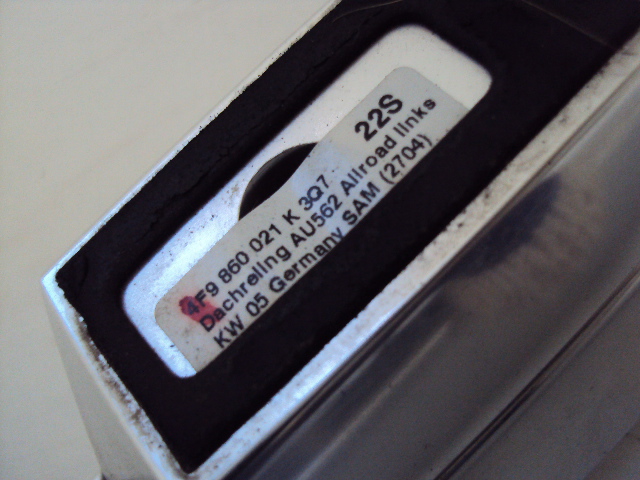 22S
4F9 860 021 K 3Q7
Dachreling AU562 Allroad links
KW 05 Germany SAM (2704)